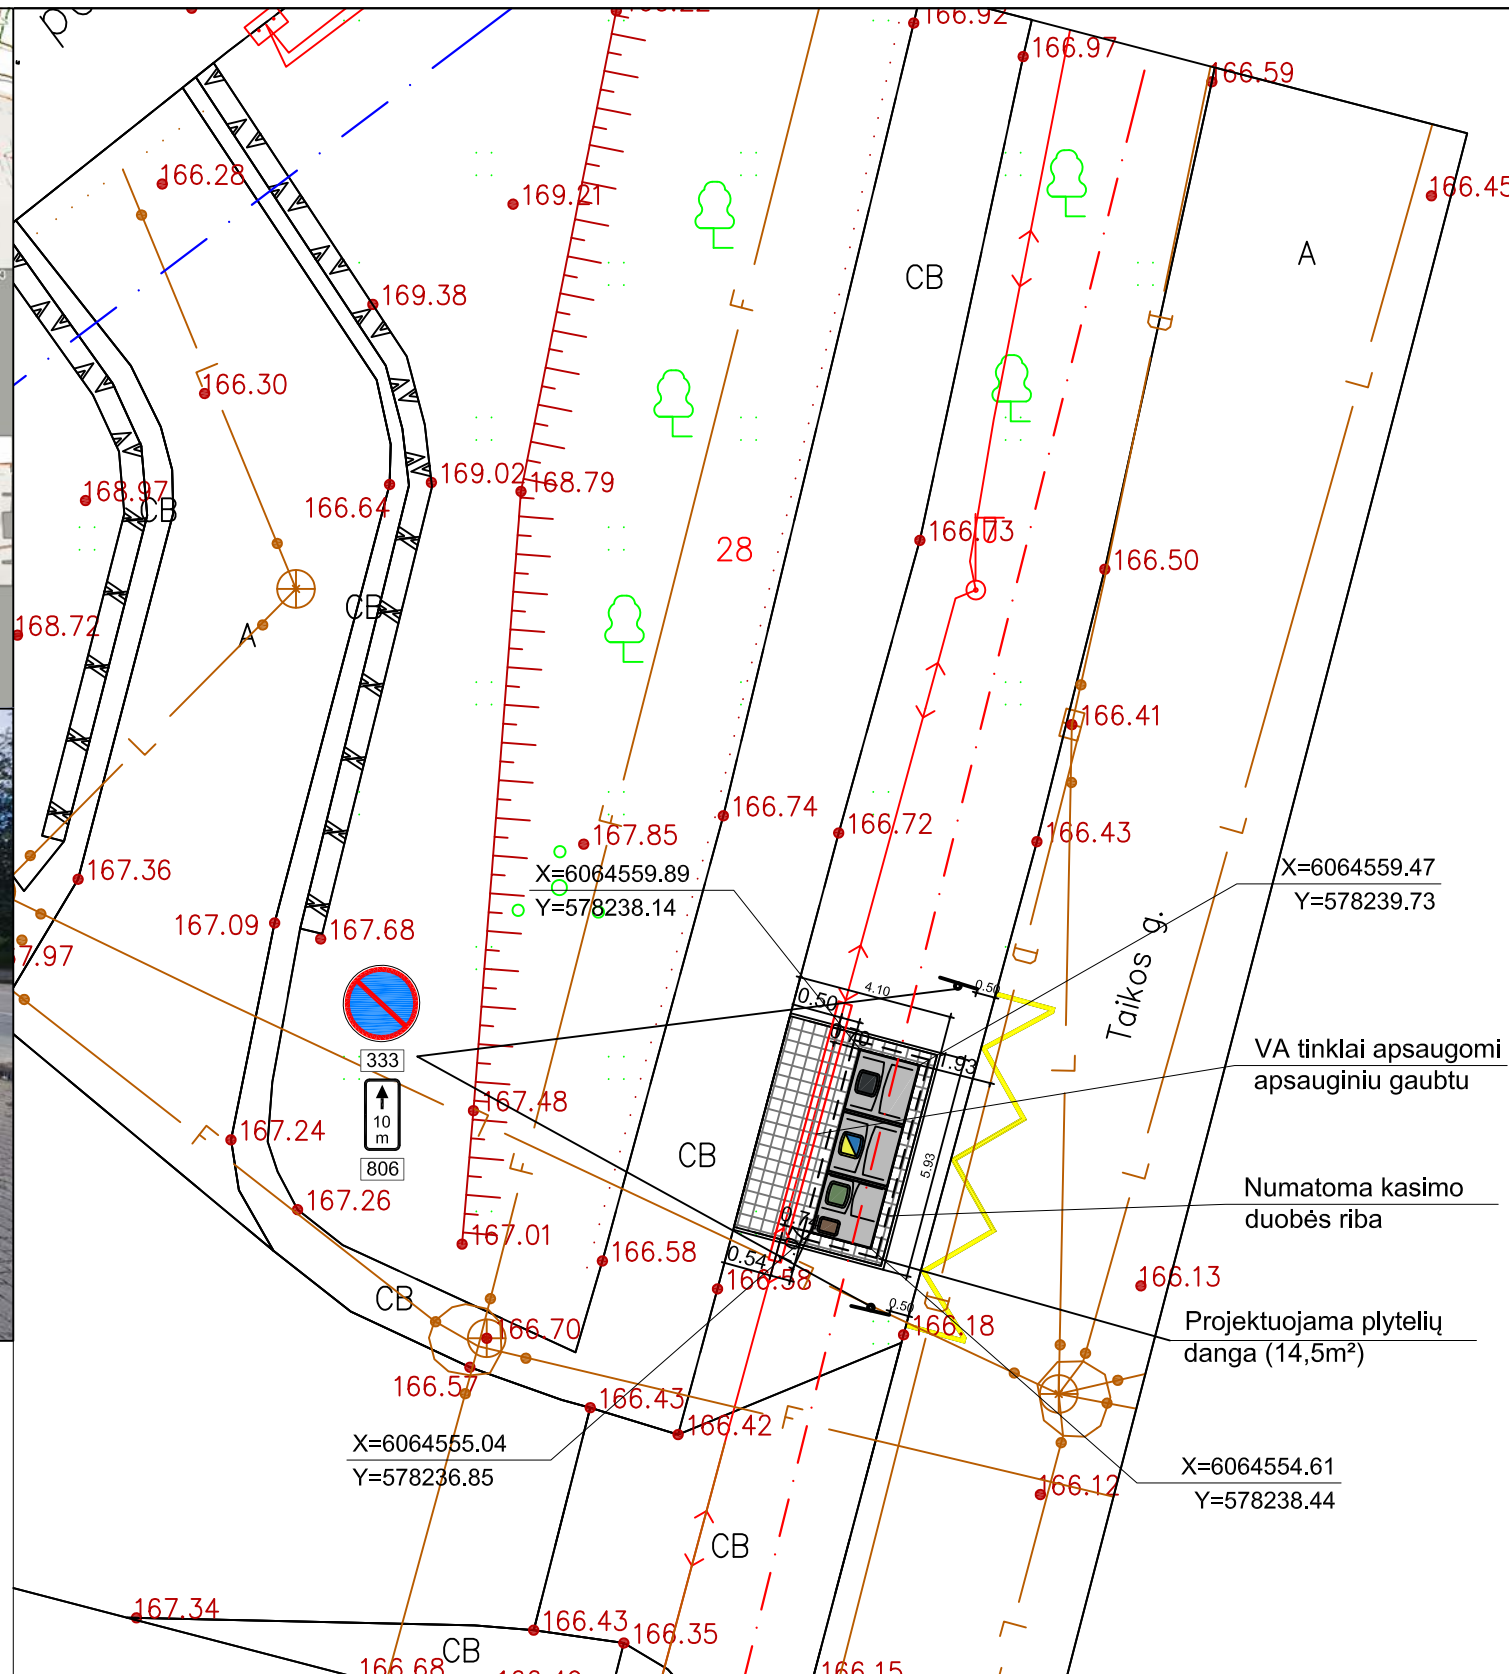 166.92
166.97
166.59
166.28
169.21
166.45
CB
A
169.38
F
D
L
166.30
L
169.02
168.79
166.64
168.97
CB
28
166.73
166.50
CB
168.72
A
L
166.41
166.74
166.72
166.43
F
L
167.85
167.36
X=6064559.89
Y=578238.14
X=6064559.47
Y=578239.73
167.09
167.68
D
Taikos g.
0.50
4.10
0.50
0.70
1.93
VA tinklai apsaugomi
apsauginiu gaubtu
L
333
10
m
806
167.48
167.24
F
F
CB
5.93
L
Numatoma kasimo
duobės riba
167.26
167.01
0.74
0.54
166.58
166.58
166.13
CB
0.50
166.70
166.18
Projektuojama plytelių
danga (14,5m²)
166.57
166.43
166.42
F
X=6064555.04
Y=578236.85
X=6064554.61
Y=578238.44
166.12
CB
167.34
166.43
166.35
CB
L
166.68
166.15